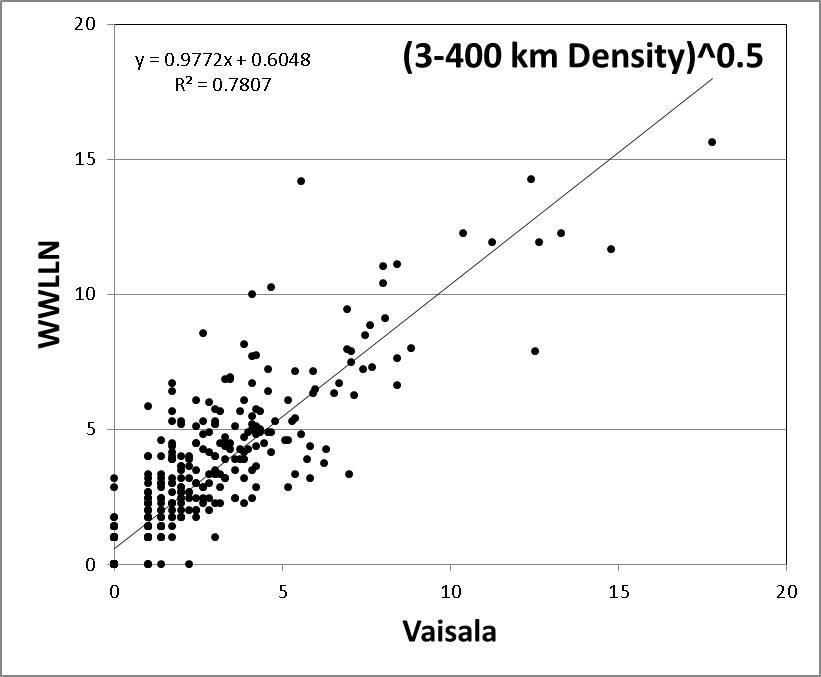 (3-400 km Density)^0.5
y = 0.9772x + 0.6048
R² = 0.7807
20
15
10
5
0
WWLLN
0 5 10 15 20
Vaisala